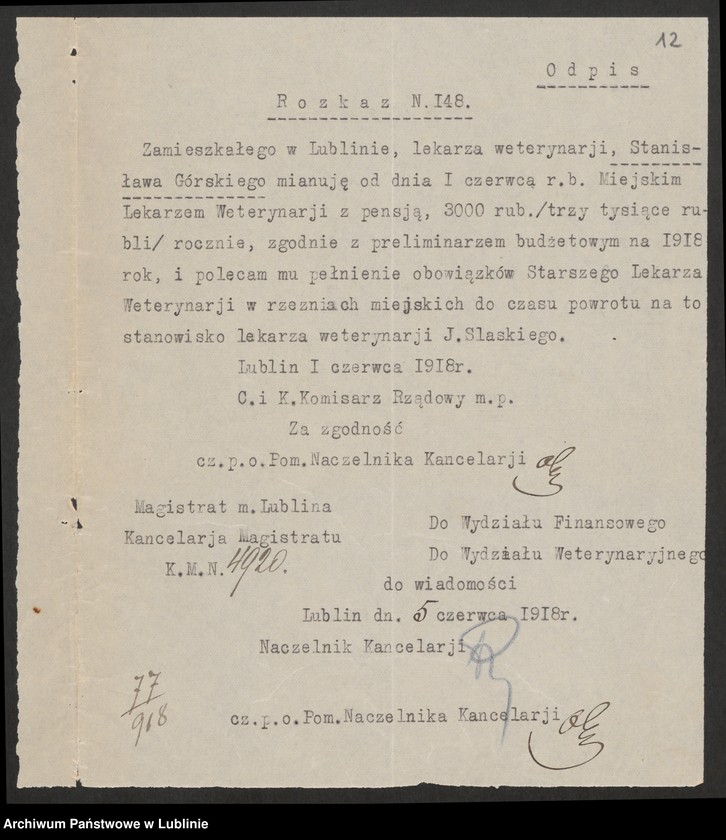 12
Odpis
Rozkaz N.I48.
Zamieszkałego w Lublinie, lekarza weterynarji, Stanis-
ława Górskiego mianuję od dnia I czerwca r.b. Miejskim
Lekarzem Weterynarji z pensją, 3000 rub./trzy tysiące ru-
bli/ rocznie, zgodnie z preliminarzem budżetowym na I9I8
rok, i polecam mu pełnienie obowiązków Starszego Lekarza
Weterynarji w rzezniach miejskich do czasu powrotu na to
stanowisko lekarza weterynarji J.Slaskiego.
Lublin I czerwca I9I8r.
C.i K.Komisarz Rządowy m.p.
Za zgodność
cz.p.o.Pom.Naczelnika Kancelarji
Magistrat m.Lublina
Kancelarja Magistratu
K.M.N.4920.
Do Wydziału Finansowego
Do Wydziału Weterynaryjnego
do wiadomości
Lublin dn. 5 czerwca I9I8r.
Naczelnik Kancelarji
77
918
cz.p.o.Pom.Naczelnika Kancelarji
Archiwum Państwowe w Lublinie